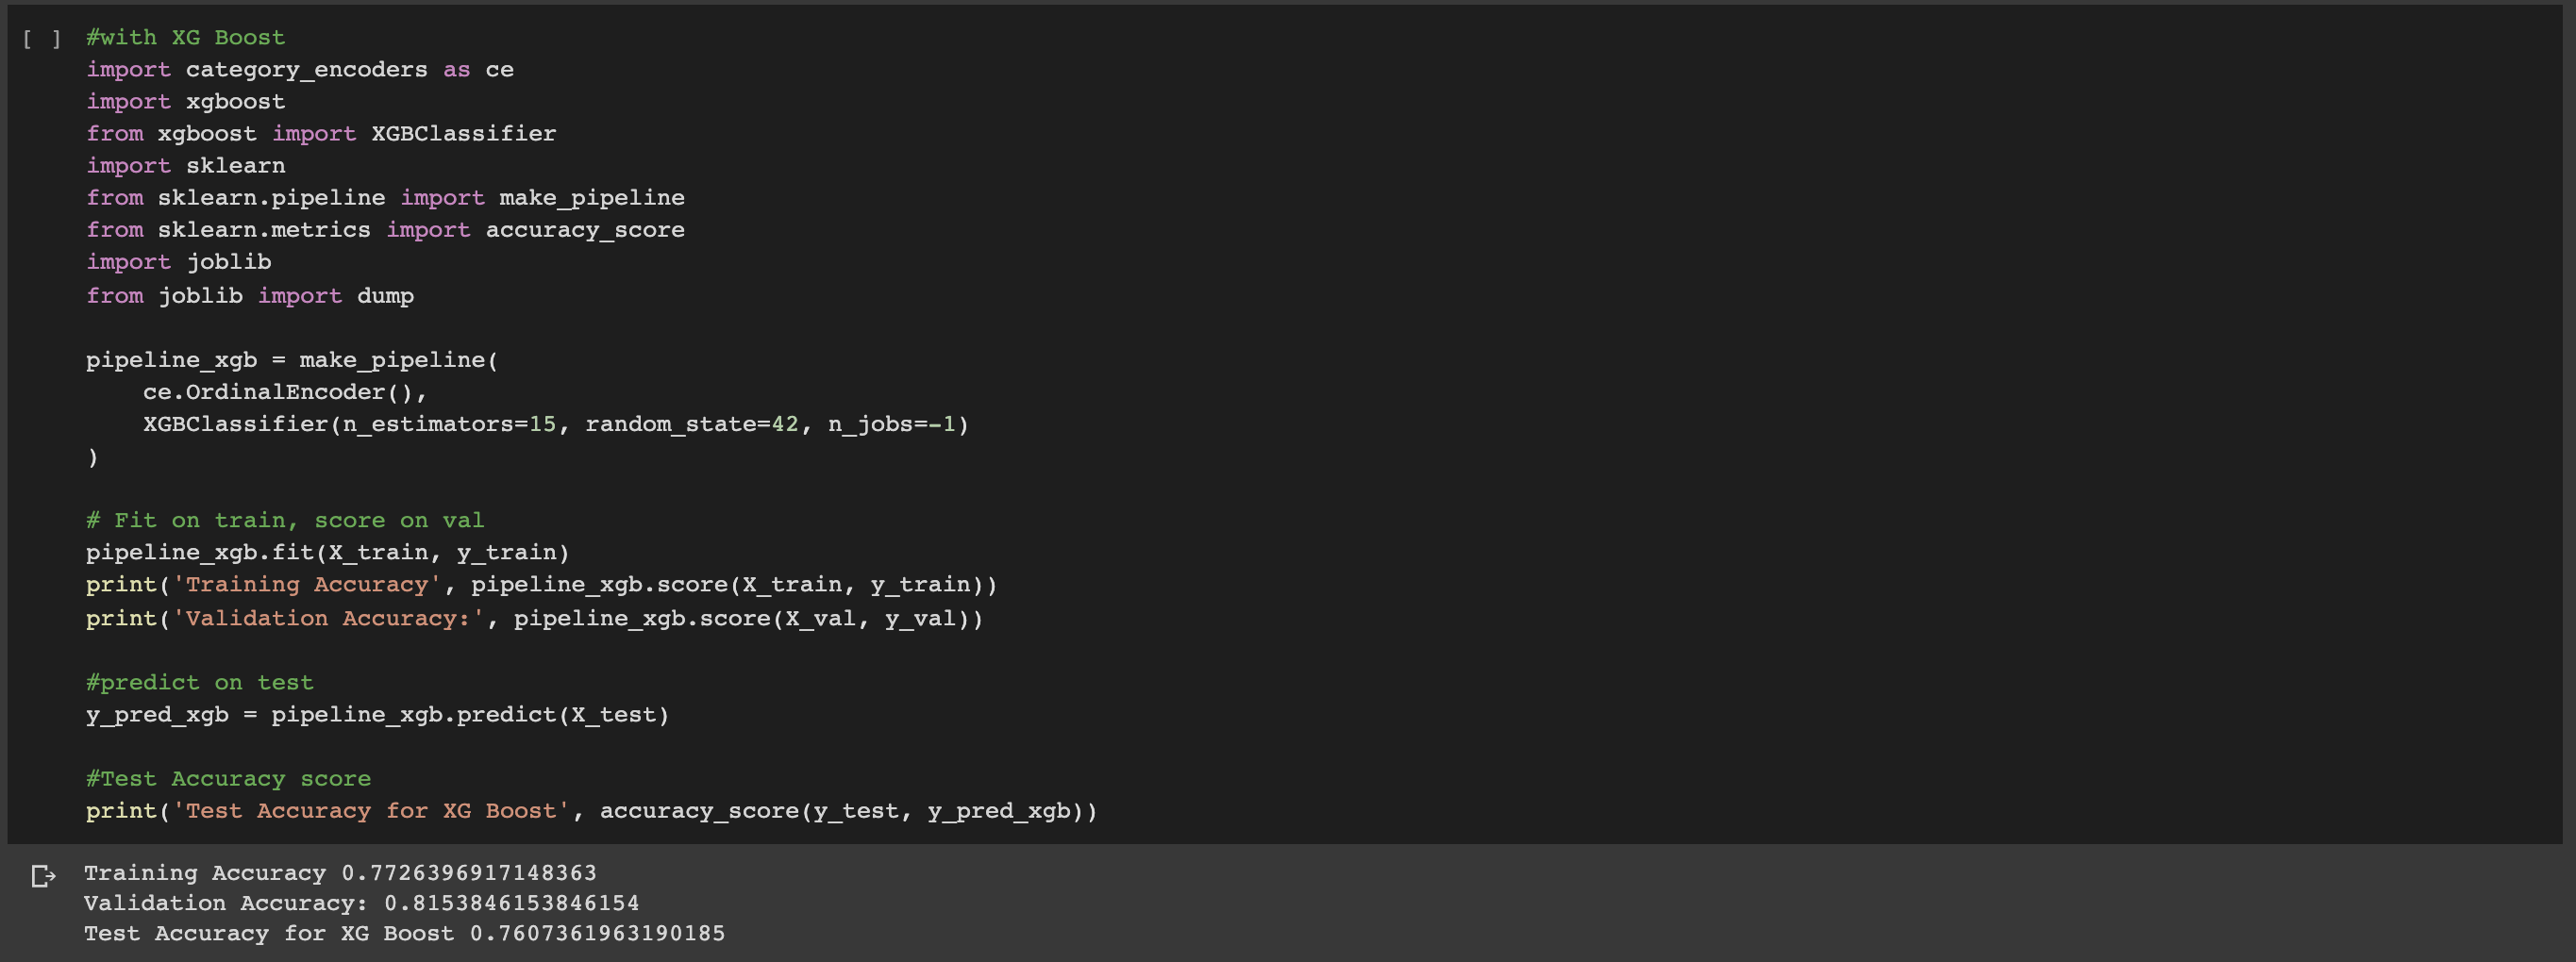 [ ] #with XG Boost
import category_encoders as ce
import xgboost
from xgboost import XGBClassifier
import sklearn
from sklearn.pipeline import make_pipeline
from sklearn.metrics import accuracy_score
import joblib
from joblib import dump
pipeline_xgb = make_pipeline(
    ce.OrdinalEncoder(),
    XGBClassifier(n_estimators=15, random_state=42, n_jobs=-1)
)
# Fit on train, score on val
pipeline_xgb.fit(X_train, y_train)
print('Training Accuracy', pipeline_xgb.score(X_train, y_train))
print('Validation Accuracy:', pipeline_xgb.score(X_val, y_val))
#predict on test
y_pred_xgb = pipeline_xgb.predict(X_test)
#Test Accuracy score
print('Test Accuracy for XG Boost', accuracy_score(y_test, y_pred_xgb))
Training Accuracy 0.7726396917148363
Validation Accuracy: 0.8153846153846154
Test Accuracy for XG Boost 0.7607361963190185